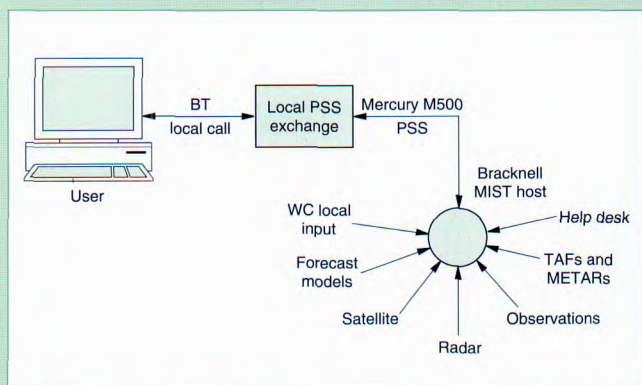 BT
local call
Local PSS
exchange
Mercury M500
PSS
User
Bracknell
MIST host
WC local
input
Help desk
Forecast
models
TAFs and
METARs
Satellite
Observations
Radar